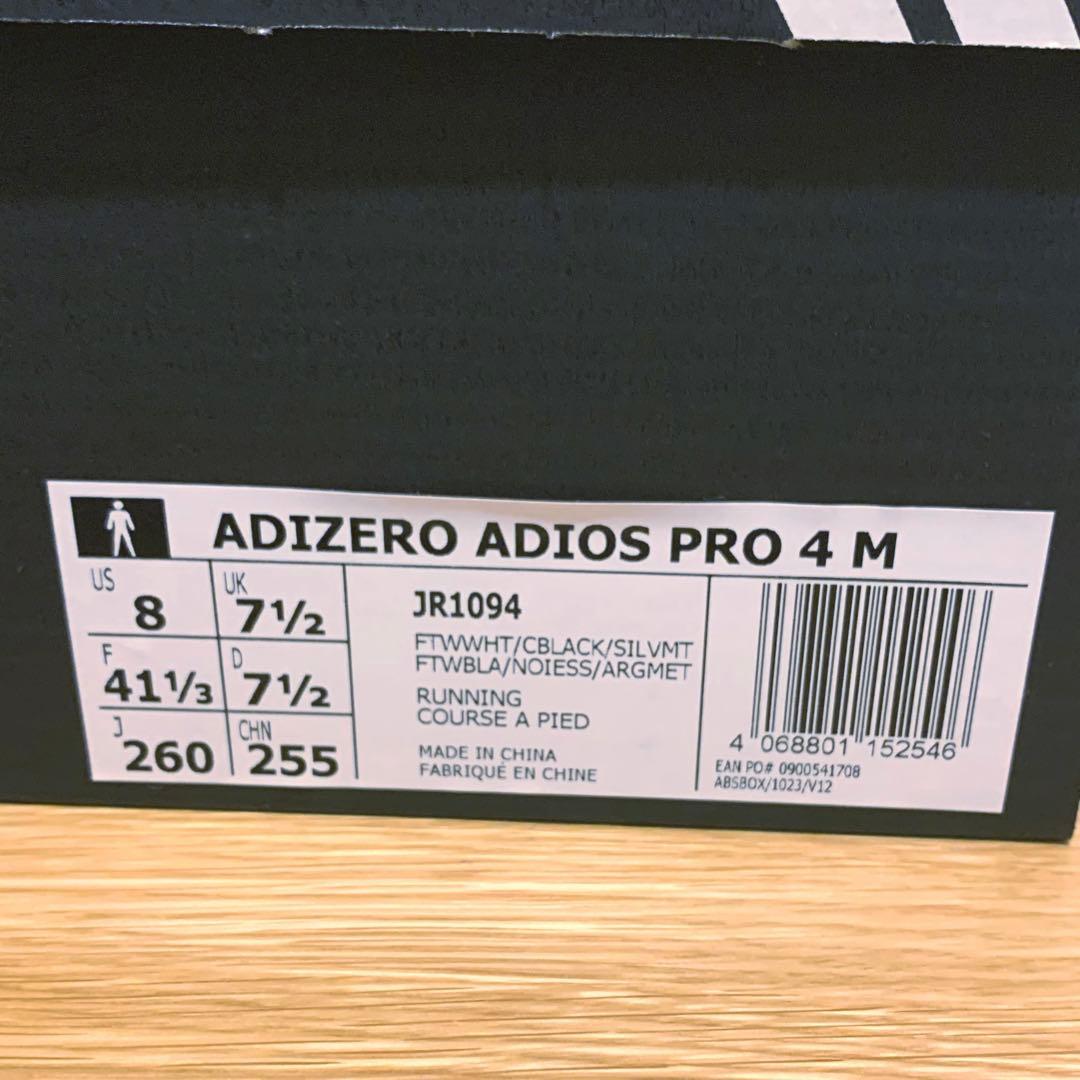 ADIZERO ADIOS PRO 4 M
US 8 UK 7½
F 41⅓ D 7½
J 260 CHN 255
JR1094
FTWWHT/CBLACK/SILVMT
FTWBLA/NOIESS/ARGMET
RUNNING
COURSE A PIED
MADE IN CHINA
FABRIQUÉ EN CHINE
4 068801 152546
EAN PO# 0900541708
ABSBOX/1023/V12